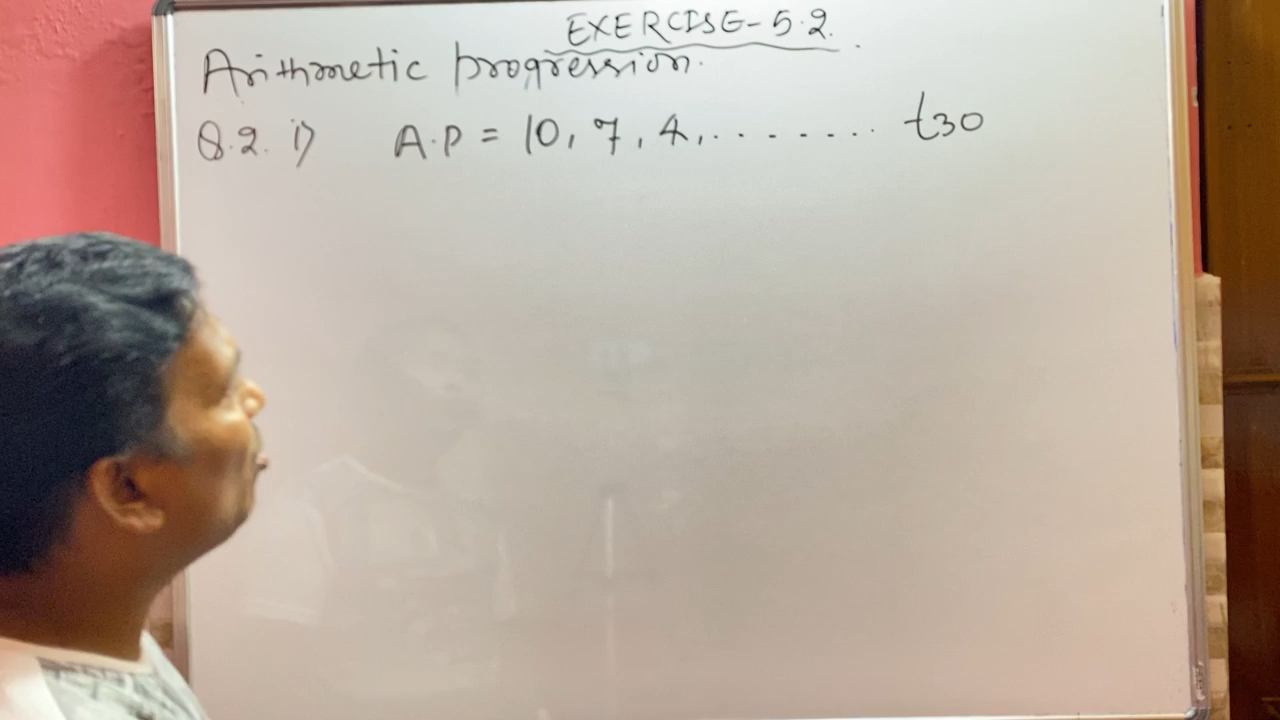 EXERCISE-5.2.
Arithmetic progression.
Q.2. i) A.P = 10, 7, 4, ........ t30